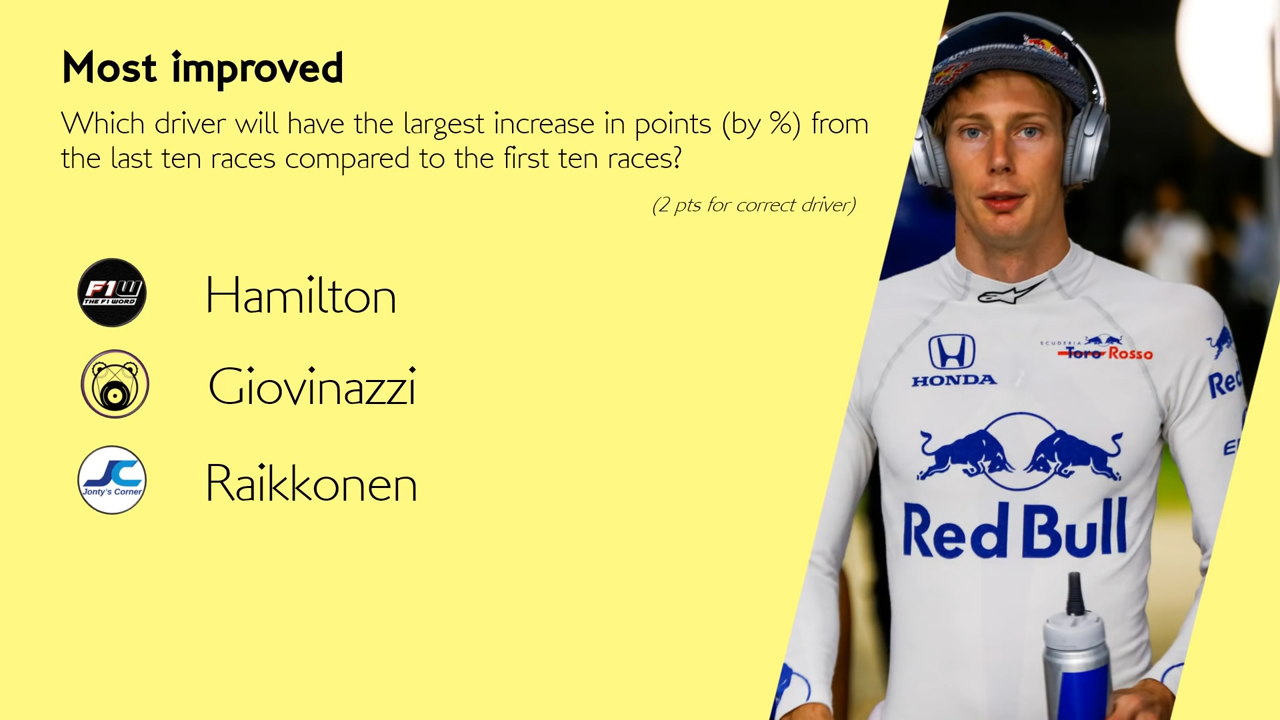 Most improved
Which driver will have the largest increase in points (by %) from
the last ten races compared to the first ten races?
(2 pts for correct driver)
F1W
THE F1 WORD
Hamilton
Giovinazzi
JC
Jonty's Corner
Raikkonen
HONDA
SCUDERIA
Toro Rosso
Red Bull
Red